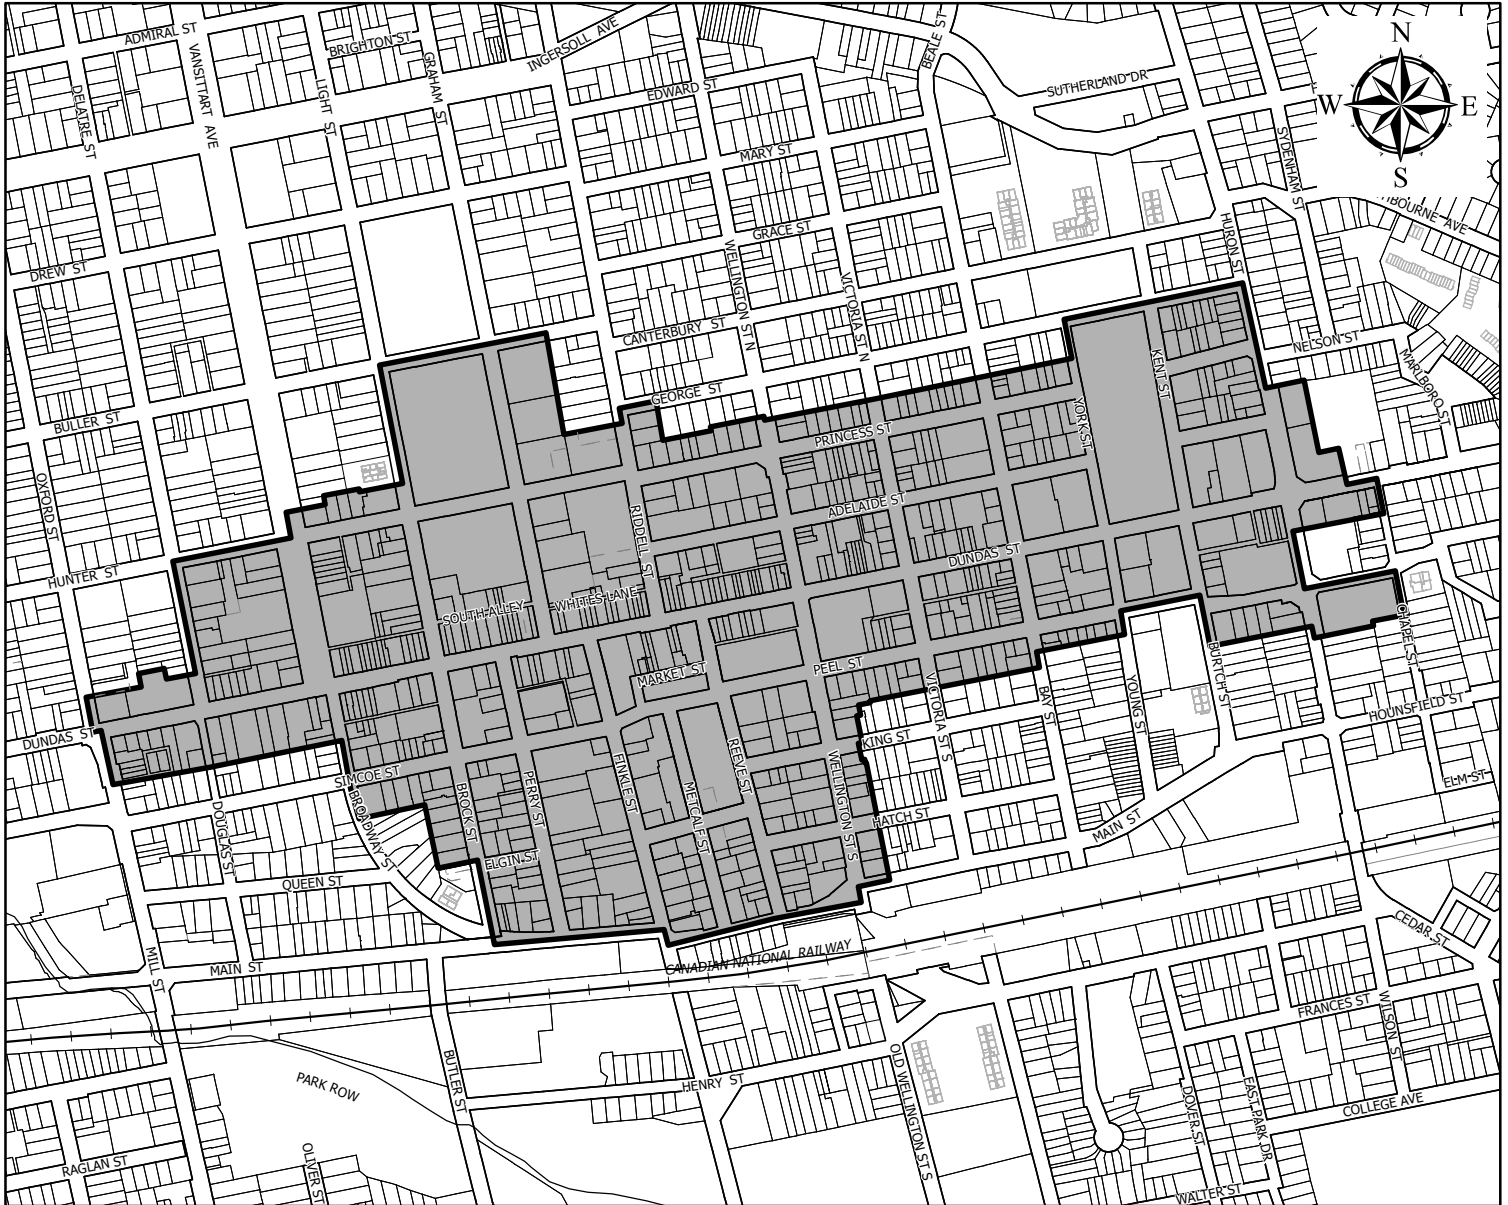 ADMIRAL ST
VANSITTART AVE
BRIGHTON ST
GRAHAM ST
INGERSOLL AVE
BEALE ST
N
W
E
S
DELATRE ST
LIGHT ST
EDWARD ST
SUTHERLAND DR
MARY ST
SYDENHAM ST
DREW ST
WELLINGTON ST N
GRACE ST
VICTORIA ST N
HURON ST
HBOURNE AVE
CANTERBURY ST
NELSON ST
MARLBORO ST
KENT ST
GEORGE ST
BULLER ST
PRINCESS ST
YORK ST
OXFORD ST
RIDDELL ST
ADELAIDE ST
HUNTER ST
DUNDAS ST
SOUTH ALLEY
WHITES LANE
CHAPEL ST
MARKET ST
PEEL ST
VICTORIA ST S
BAY ST
YOUNG ST
BURTCH ST
HOUNSFIELD ST
DUNDAS ST
KING ST
SIMCOE ST
BROADWAY ST
BROCK ST
PERRY ST
FINKLE ST
METCALF ST
REEVE ST
WELLINGTON ST S
ELM ST
DOUGLAS ST
HATCH ST
MAIN ST
ELGIN ST
QUEEN ST
CEDAR ST
MILL ST
MAIN ST
CANADIAN NATIONAL RAILWAY
FRANCES ST
WILSON ST
BUTLER ST
PARK ROW
HENRY ST
OLD WELLINGTON ST S
DOVER ST
EAST PARK DR
COLLEGE AVE
RAGLAN ST
OLIVER ST
WALTER ST